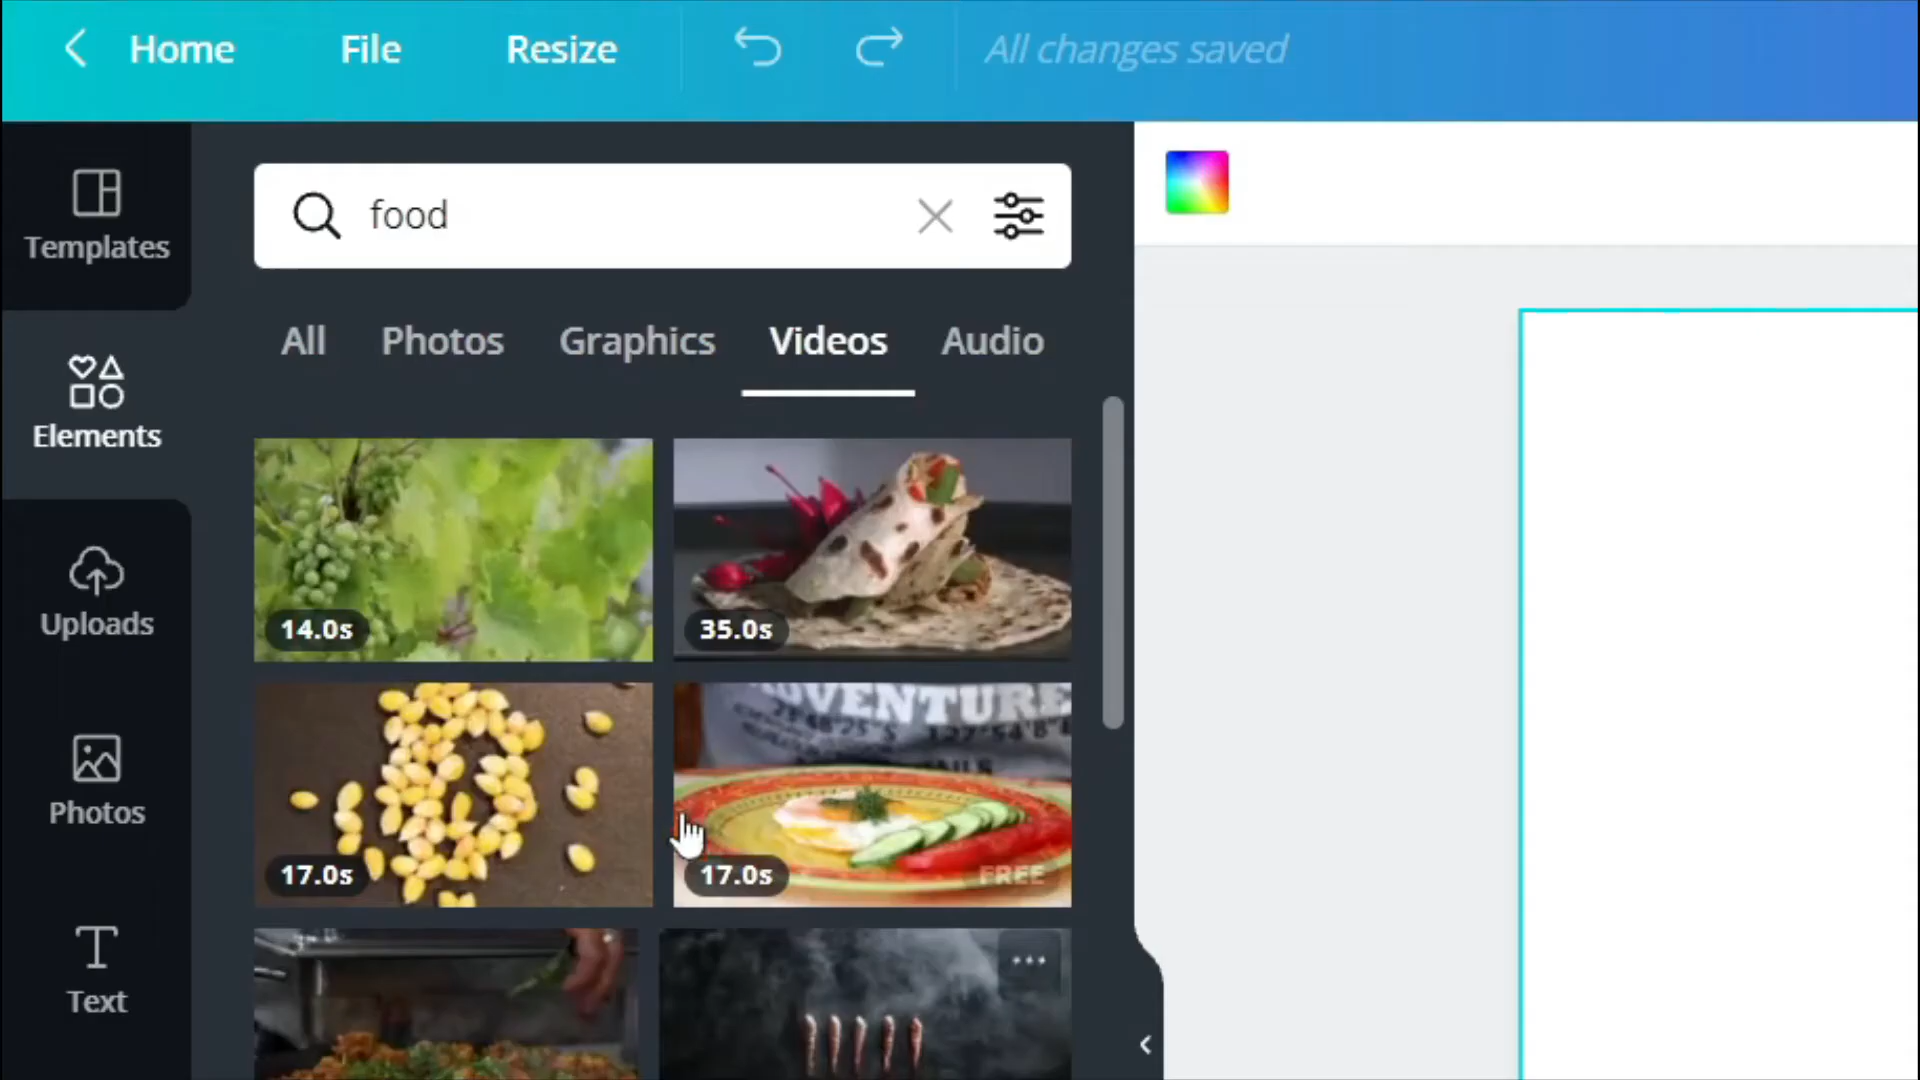 Home File Resize All changes saved
Templates
food
All Photos Graphics Videos Audio
Elements
14.0s
35.0s
Uploads
ADVENTURE
17.0s
17.0s
FREE
Photos
Text